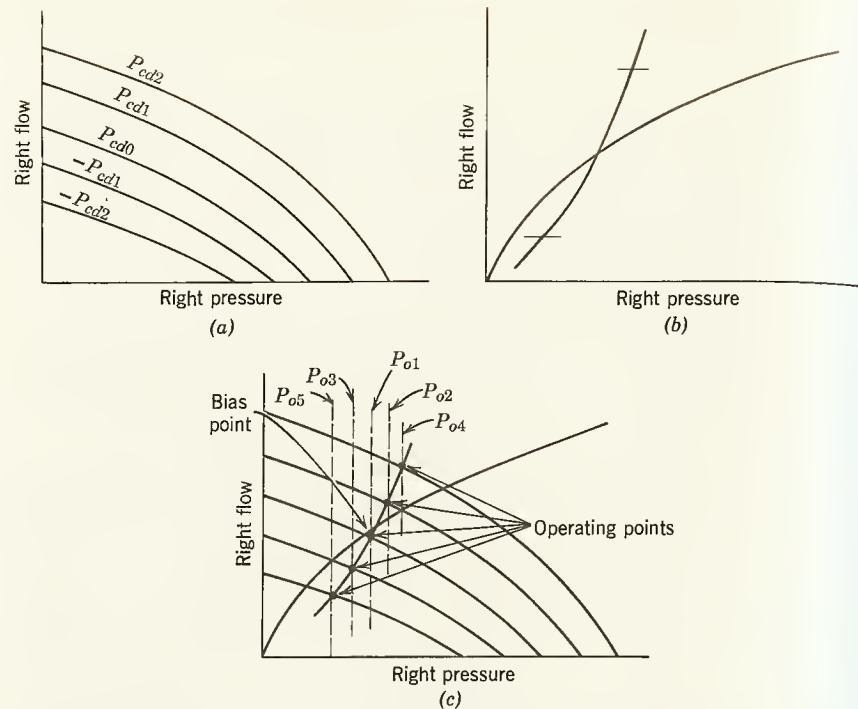 P_cd2
P_cd1
P_cd0
−P_cd1
−P_cd2
Right flow
Right pressure
(a)
Right flow
Right pressure
(b)
P_o1
P_o3
P_o2
P_o5
P_o4
Bias
point
Right flow
Operating points
Right pressure
(c)